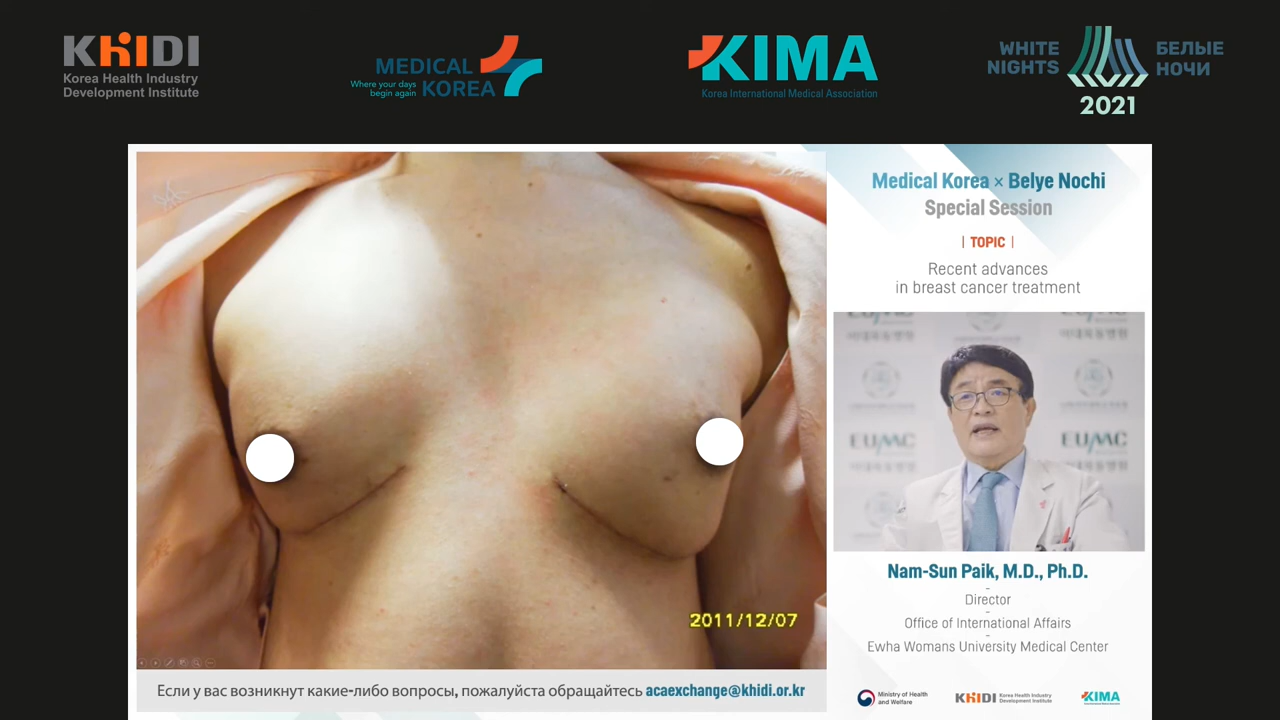 KHIDI
Korea Health Industry
Development Institute
MEDICAL
KOREA
Where your days
begin again
KIMA
Korea International Medical Association
WHITE
NIGHTS
БЕЛЫЕ
НОЧИ
2021
Medical Korea × Belye Nochi
Special Session
| TOPIC |
Recent advances
in breast cancer treatment
EUMC
EUMC
Nam-Sun Paik, M.D., Ph.D.
Director
Office of International Affairs
Ewha Womans University Medical Center
2011/12/07
Если у вас возникнут какие-либо вопросы, пожалуйста обращайтесь acaexchange@khidi.or.kr
Ministry of Health
and Welfare
KHIDI
Korea Health Industry
Development Institute
KIMA